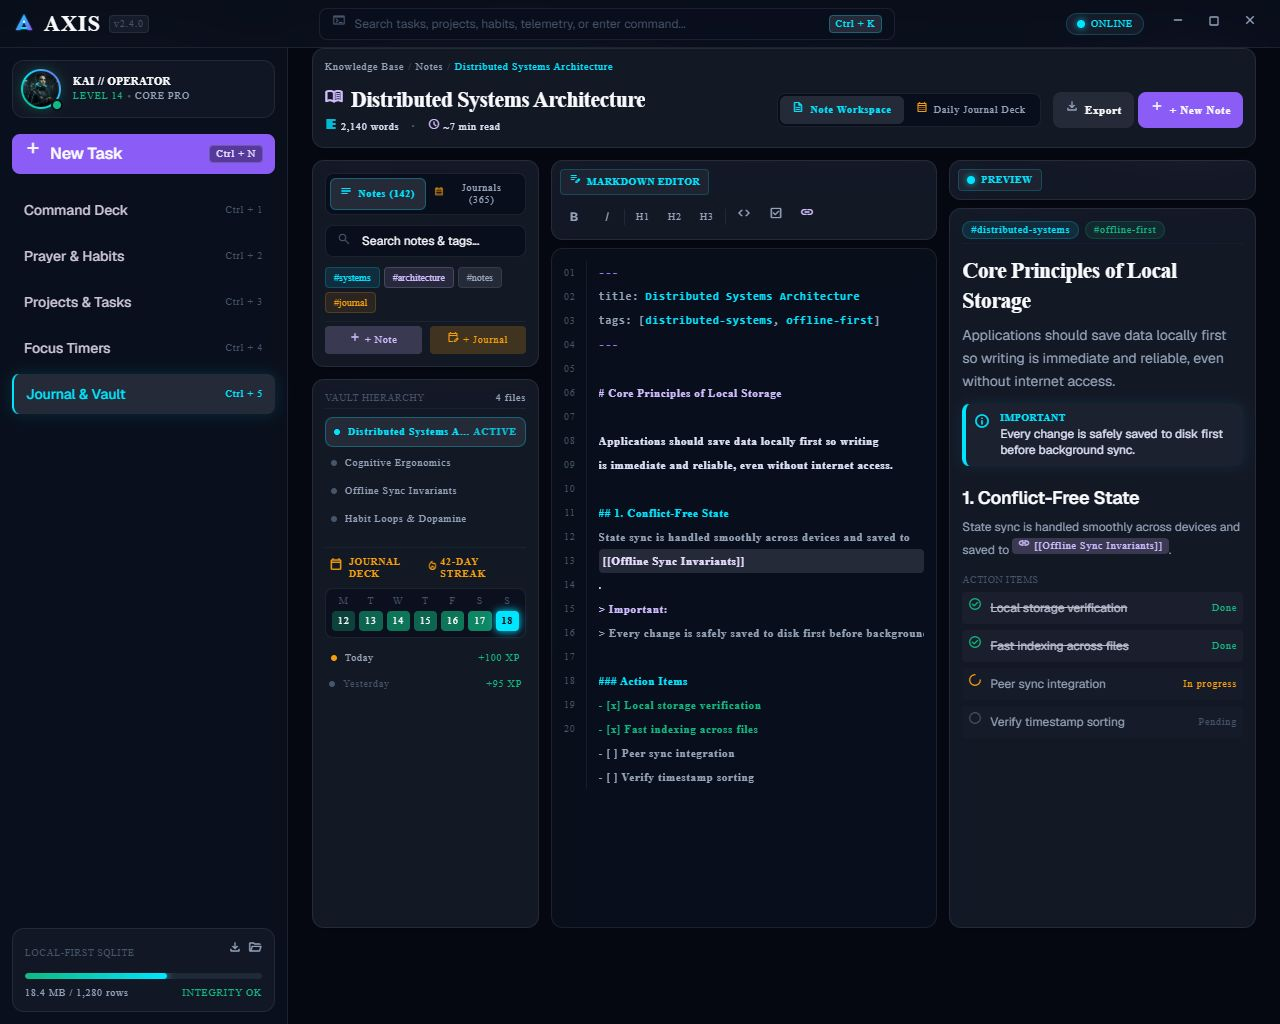 AXIS v2.4.0
Search tasks, projects, habits, telemetry, or enter command... Ctrl + K
ONLINE
KAI // OPERATOR
LEVEL 14 · CORE PRO
New Task Ctrl + N
Command Deck Ctrl + 1
Prayer & Habits Ctrl + 2
Projects & Tasks Ctrl + 3
Focus Timers Ctrl + 4
Journal & Vault Ctrl + 5
LOCAL-FIRST SQLITE
18.4 MB / 1,280 rows INTEGRITY OK
Knowledge Base / Notes / Distributed Systems Architecture
Distributed Systems Architecture
2,140 words · ~7 min read
Note Workspace
Daily Journal Deck
Export
+ New Note
Notes (142)
Journals
(365)
Search notes & tags...
#systems #architecture #notes
#journal
+ Note + Journal
VAULT HIERARCHY 4 files
Distributed Systems A... ACTIVE
Cognitive Ergonomics
Offline Sync Invariants
Habit Loops & Dopamine
JOURNAL
DECK
42-DAY
STREAK
M T W T F S S
12 13 14 15 16 17 18
Today +100 XP
Yesterday +95 XP
MARKDOWN EDITOR
B I H1 H2 H3 <>
01 ---
02 title: Distributed Systems Architecture
03 tags: [distributed-systems, offline-first]
04 ---
05
06 # Core Principles of Local Storage
07
08 Applications should save data locally first so writing
09 is immediate and reliable, even without internet access.
10
11 ## 1. Conflict-Free State
12 State sync is handled smoothly across devices and saved to
13 [[Offline Sync Invariants]]
14 .
15 > Important:
16 > Every change is safely saved to disk first before backgroun
17
18 ### Action Items
19 - [x] Local storage verification
20 - [x] Fast indexing across files
- [ ] Peer sync integration
- [ ] Verify timestamp sorting
PREVIEW
#distributed-systems #offline-first
Core Principles of Local
Storage
Applications should save data locally first
so writing is immediate and reliable, even
without internet access.
IMPORTANT
Every change is safely saved to disk first
before background sync.
1. Conflict-Free State
State sync is handled smoothly across devices and
saved to [[Offline Sync Invariants]].
ACTION ITEMS
Local storage verification Done
Fast indexing across files Done
Peer sync integration In progress
Verify timestamp sorting Pending